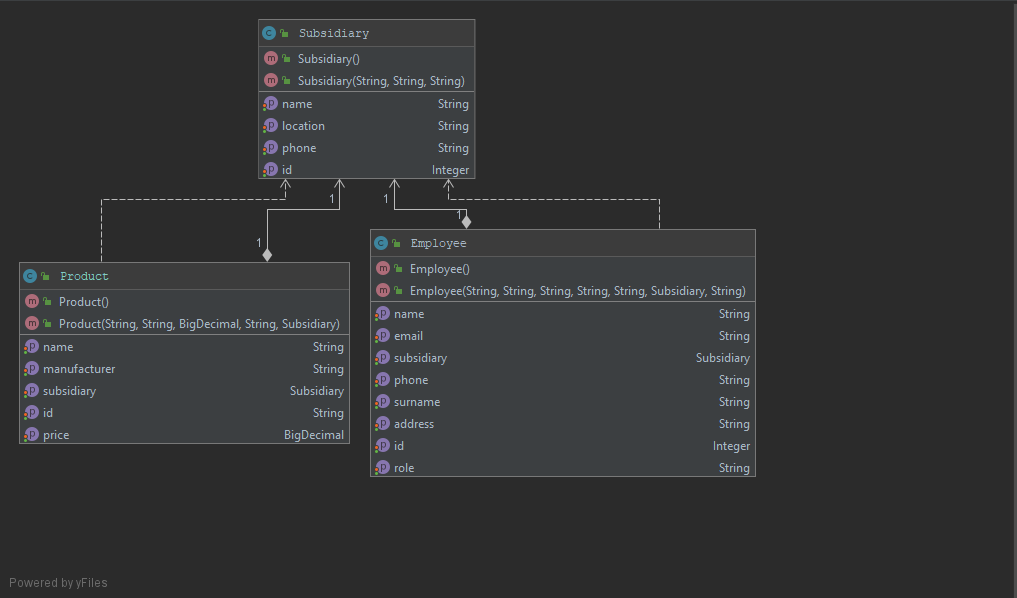 Subsidiary
Subsidiary()
Subsidiary(String, String, String)
name String
location String
phone String
id Integer
1 1
1
1
Product
Product()
Product(String, String, BigDecimal, String, Subsidiary)
name String
manufacturer String
subsidiary Subsidiary
id String
price BigDecimal
Employee
Employee()
Employee(String, String, String, String, String, Subsidiary, String)
name String
email String
subsidiary Subsidiary
phone String
surname String
address String
id Integer
role String
Powered by yFiles